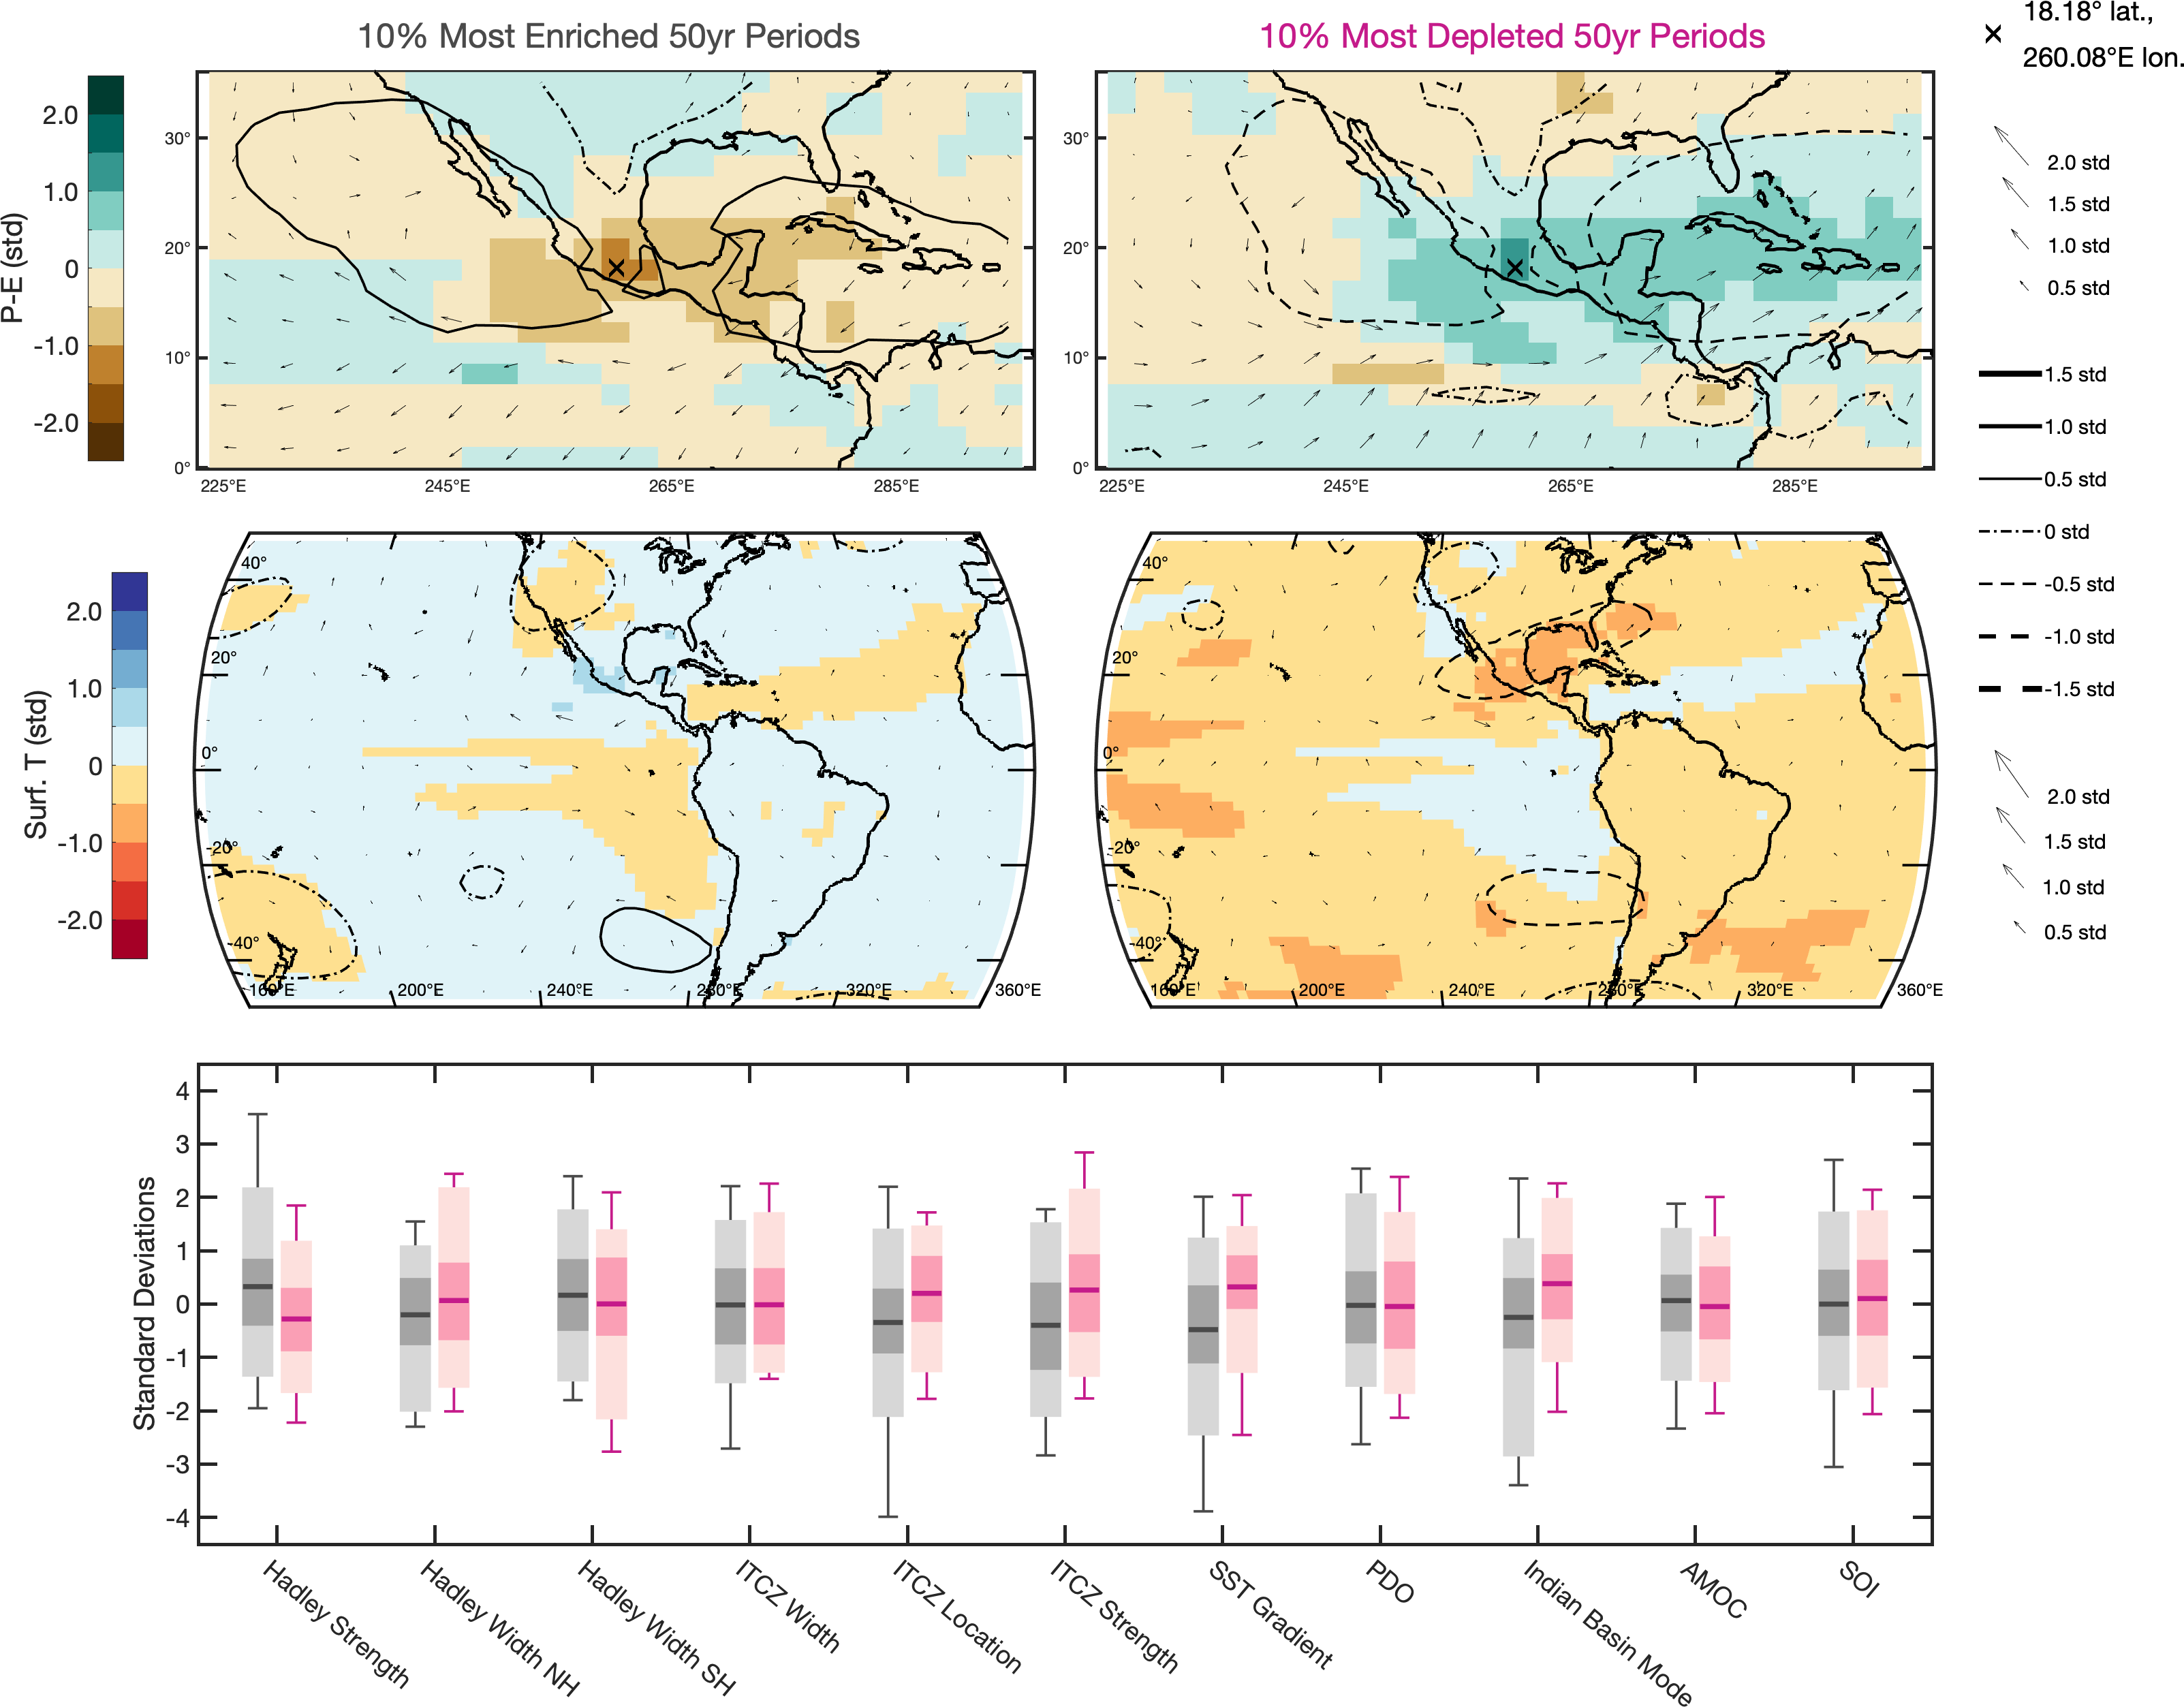 10% Most Enriched 50yr Periods
10% Most Depleted 50yr Periods
18.18° lat.,
260.08°E lon.
P-E (std)
2.0
1.0
0
-1.0
-2.0
30°
20°
10°
0°
225°E 245°E 265°E 285°E
30°
20°
10°
0°
225°E 245°E 265°E 285°E
2.0 std
1.5 std
1.0 std
0.5 std
1.5 std
1.0 std
0.5 std
0 std
-0.5 std
-1.0 std
-1.5 std
Surf. T (std)
2.0
1.0
0
-1.0
-2.0
40°
20°
0°
-20°
-40°
160°E 200°E 240°E 280°E 320°E 360°E
40°
20°
0°
-20°
-40°
160°E 200°E 240°E 280°E 320°E 360°E
2.0 std
1.5 std
1.0 std
0.5 std
Standard Deviations
4
3
2
1
0
-1
-2
-3
-4
Hadley Strength
Hadley Width NH
Hadley Width SH
ITCZ Width
ITCZ Location
ITCZ Strength
SST Gradient
PDO
Indian Basin Mode
AMOC
SOI